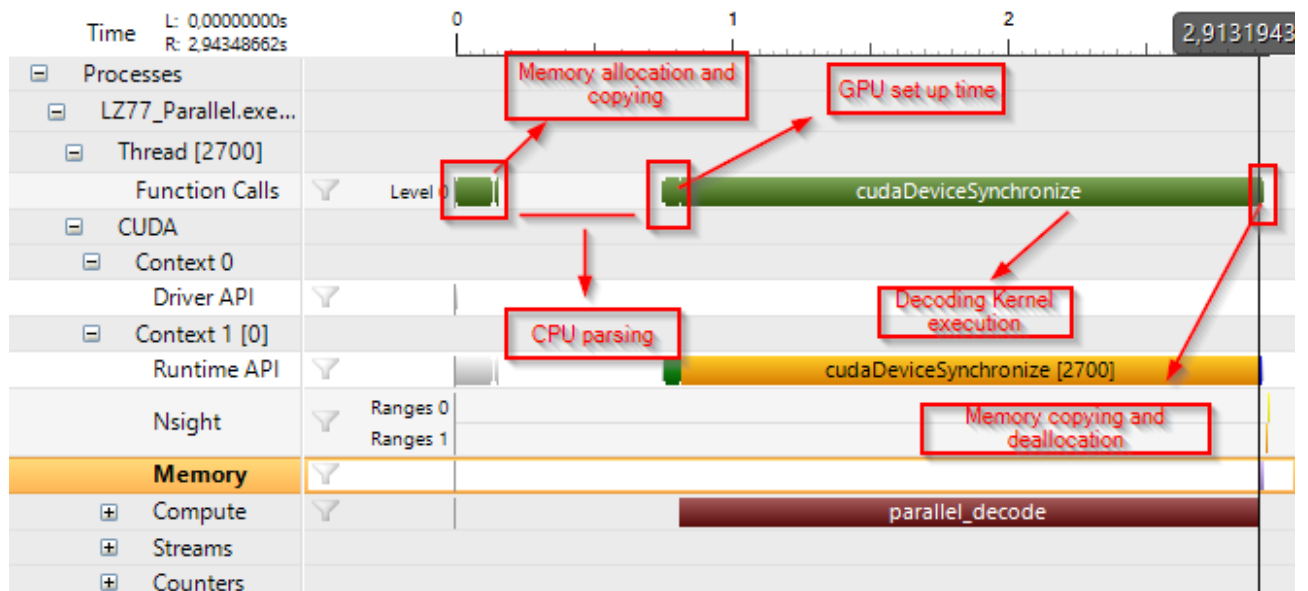 Time
L: 0,00000000s
R: 2,94348662s
0
1
2
2,9131943
Processes
LZ77_Parallel.exe...
Thread [2700]
Function Calls
Level 0
cudaDeviceSynchronize
CUDA
Context 0
Driver API
Context 1 [0]
Runtime API
cudaDeviceSynchronize [2700]
Nsight
Ranges 0
Ranges 1
Memory
Compute
parallel_decode
Streams
Counters
Memory allocation and
copying
GPU set up time
CPU parsing
Decoding Kernel
execution
Memory copying and
deallocation